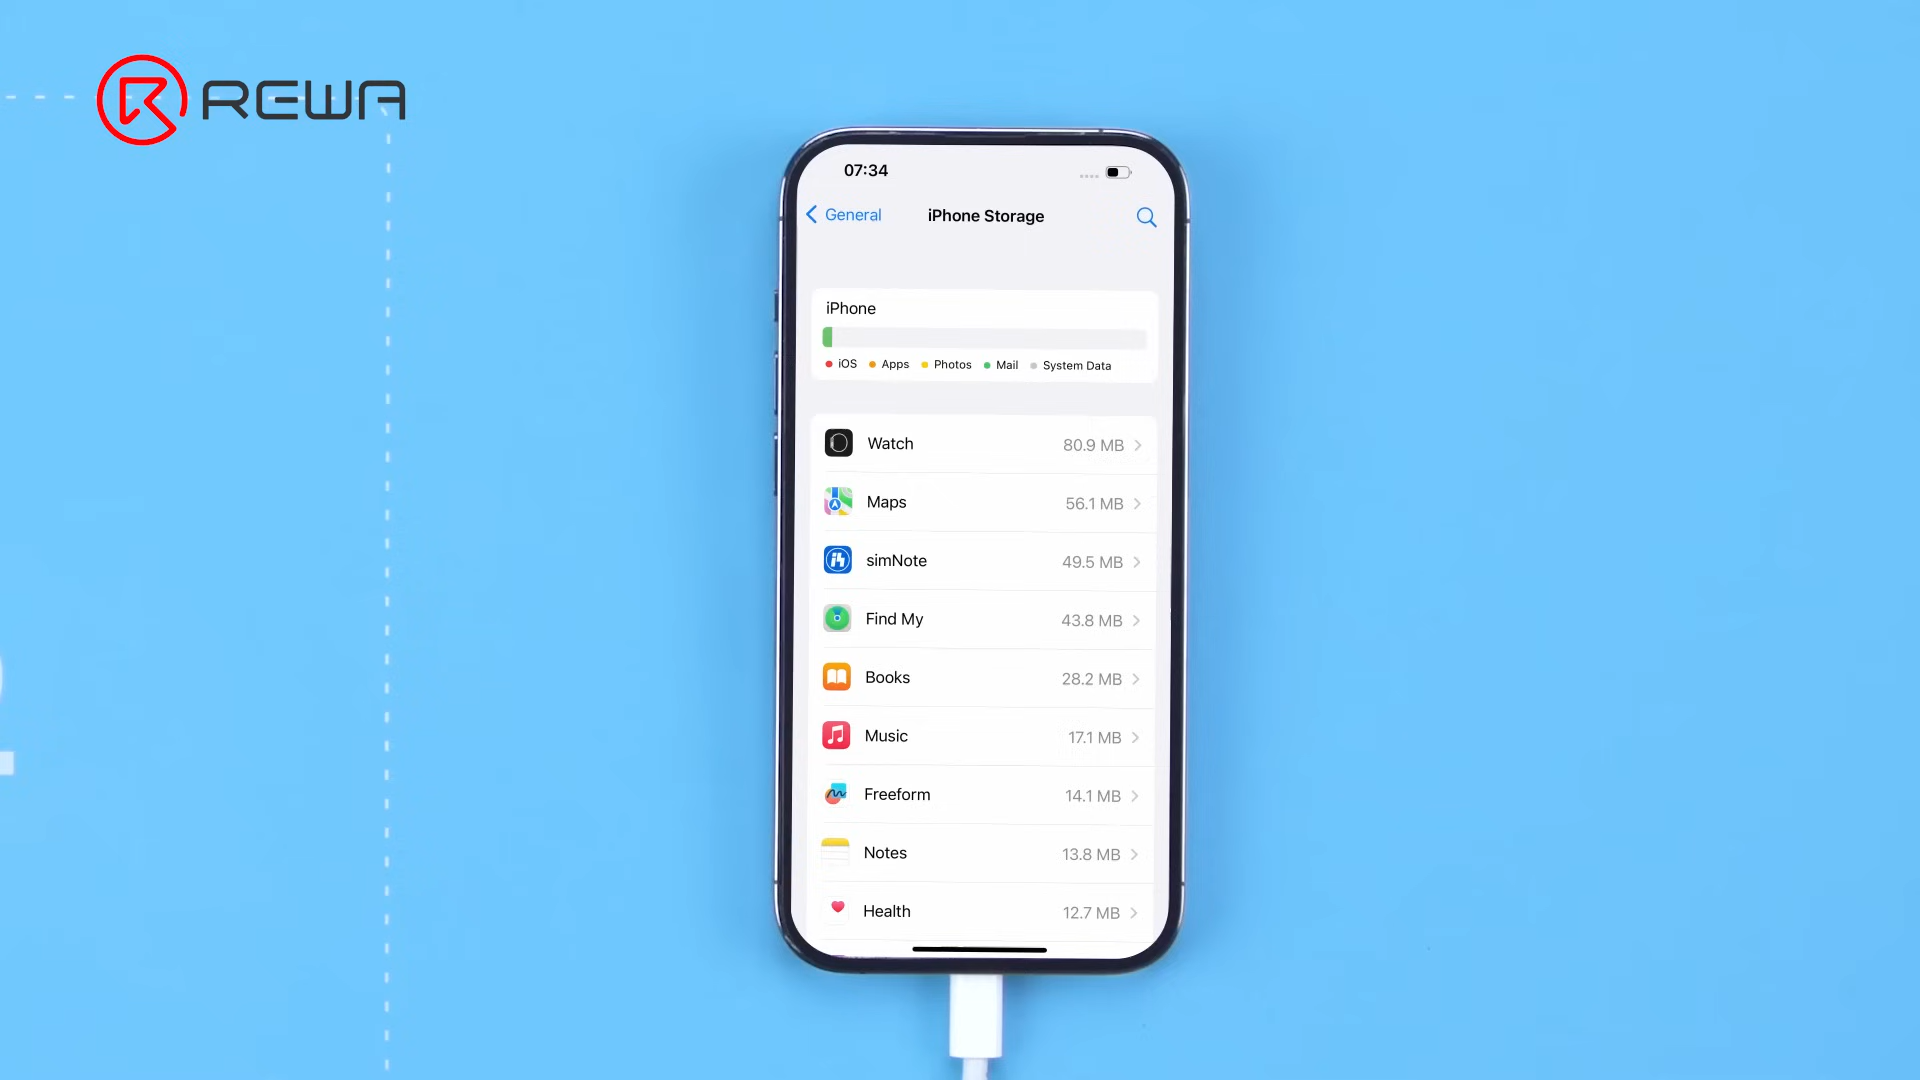 REWA
07:34
General
iPhone Storage
iPhone
iOS Apps Photos Mail System Data
Watch 80.9 MB
Maps 56.1 MB
simNote 49.5 MB
Find My 43.8 MB
Books 28.2 MB
Music 17.1 MB
Freeform 14.1 MB
Notes 13.8 MB
Health 12.7 MB